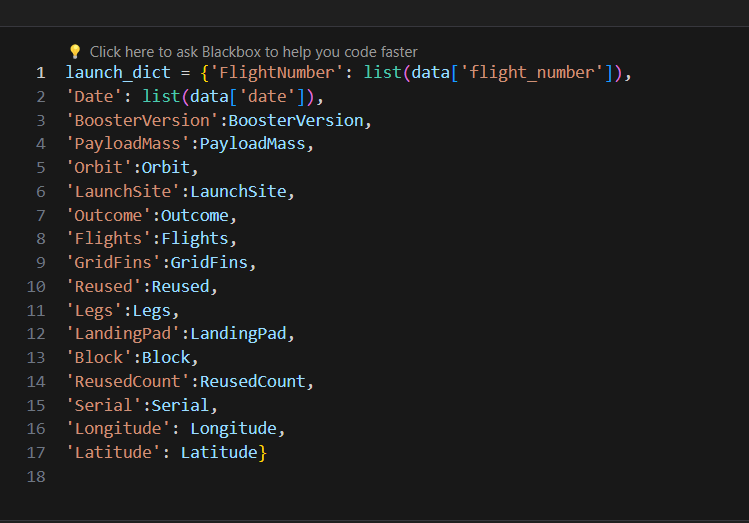 Click here to ask Blackbox to help you code faster
1 launch_dict = {'FlightNumber': list(data['flight_number']),
2 'Date': list(data['date']),
3 'BoosterVersion':BoosterVersion,
4 'PayloadMass':PayloadMass,
5 'Orbit':Orbit,
6 'LaunchSite':LaunchSite,
7 'Outcome':Outcome,
8 'Flights':Flights,
9 'GridFins':GridFins,
10 'Reused':Reused,
11 'Legs':Legs,
12 'LandingPad':LandingPad,
13 'Block':Block,
14 'ReusedCount':ReusedCount,
15 'Serial':Serial,
16 'Longitude': Longitude,
17 'Latitude': Latitude}
18